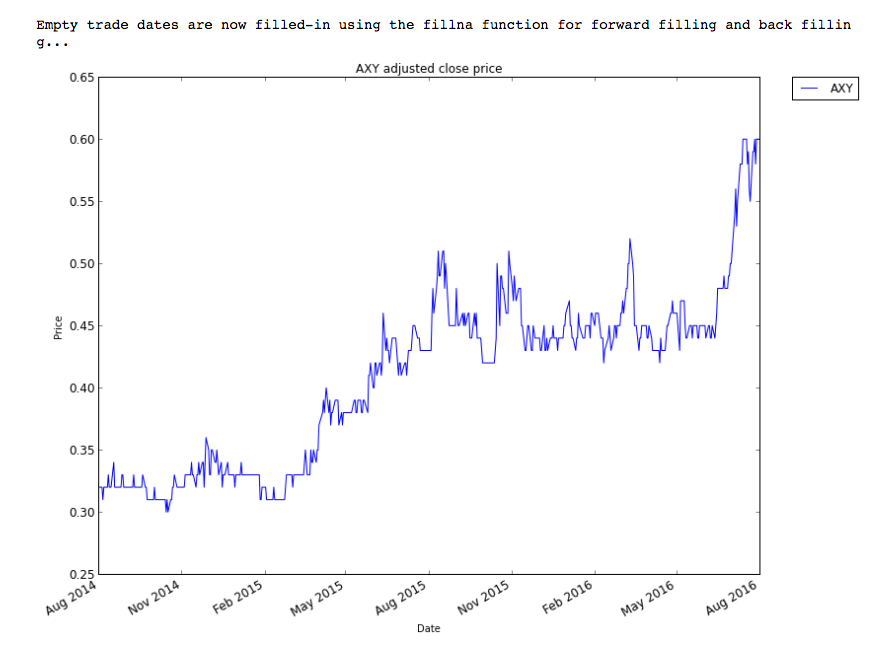 Empty trade dates are now filled-in using the fillna function for forward filling and back fillin
g...
AXY adjusted close price
AXY
0.65
0.60
0.55
0.50
0.45
0.40
0.35
0.30
0.25
Price
Aug 2014
Nov 2014
Feb 2015
May 2015
Aug 2015
Nov 2015
Feb 2016
May 2016
Aug 2016
Date